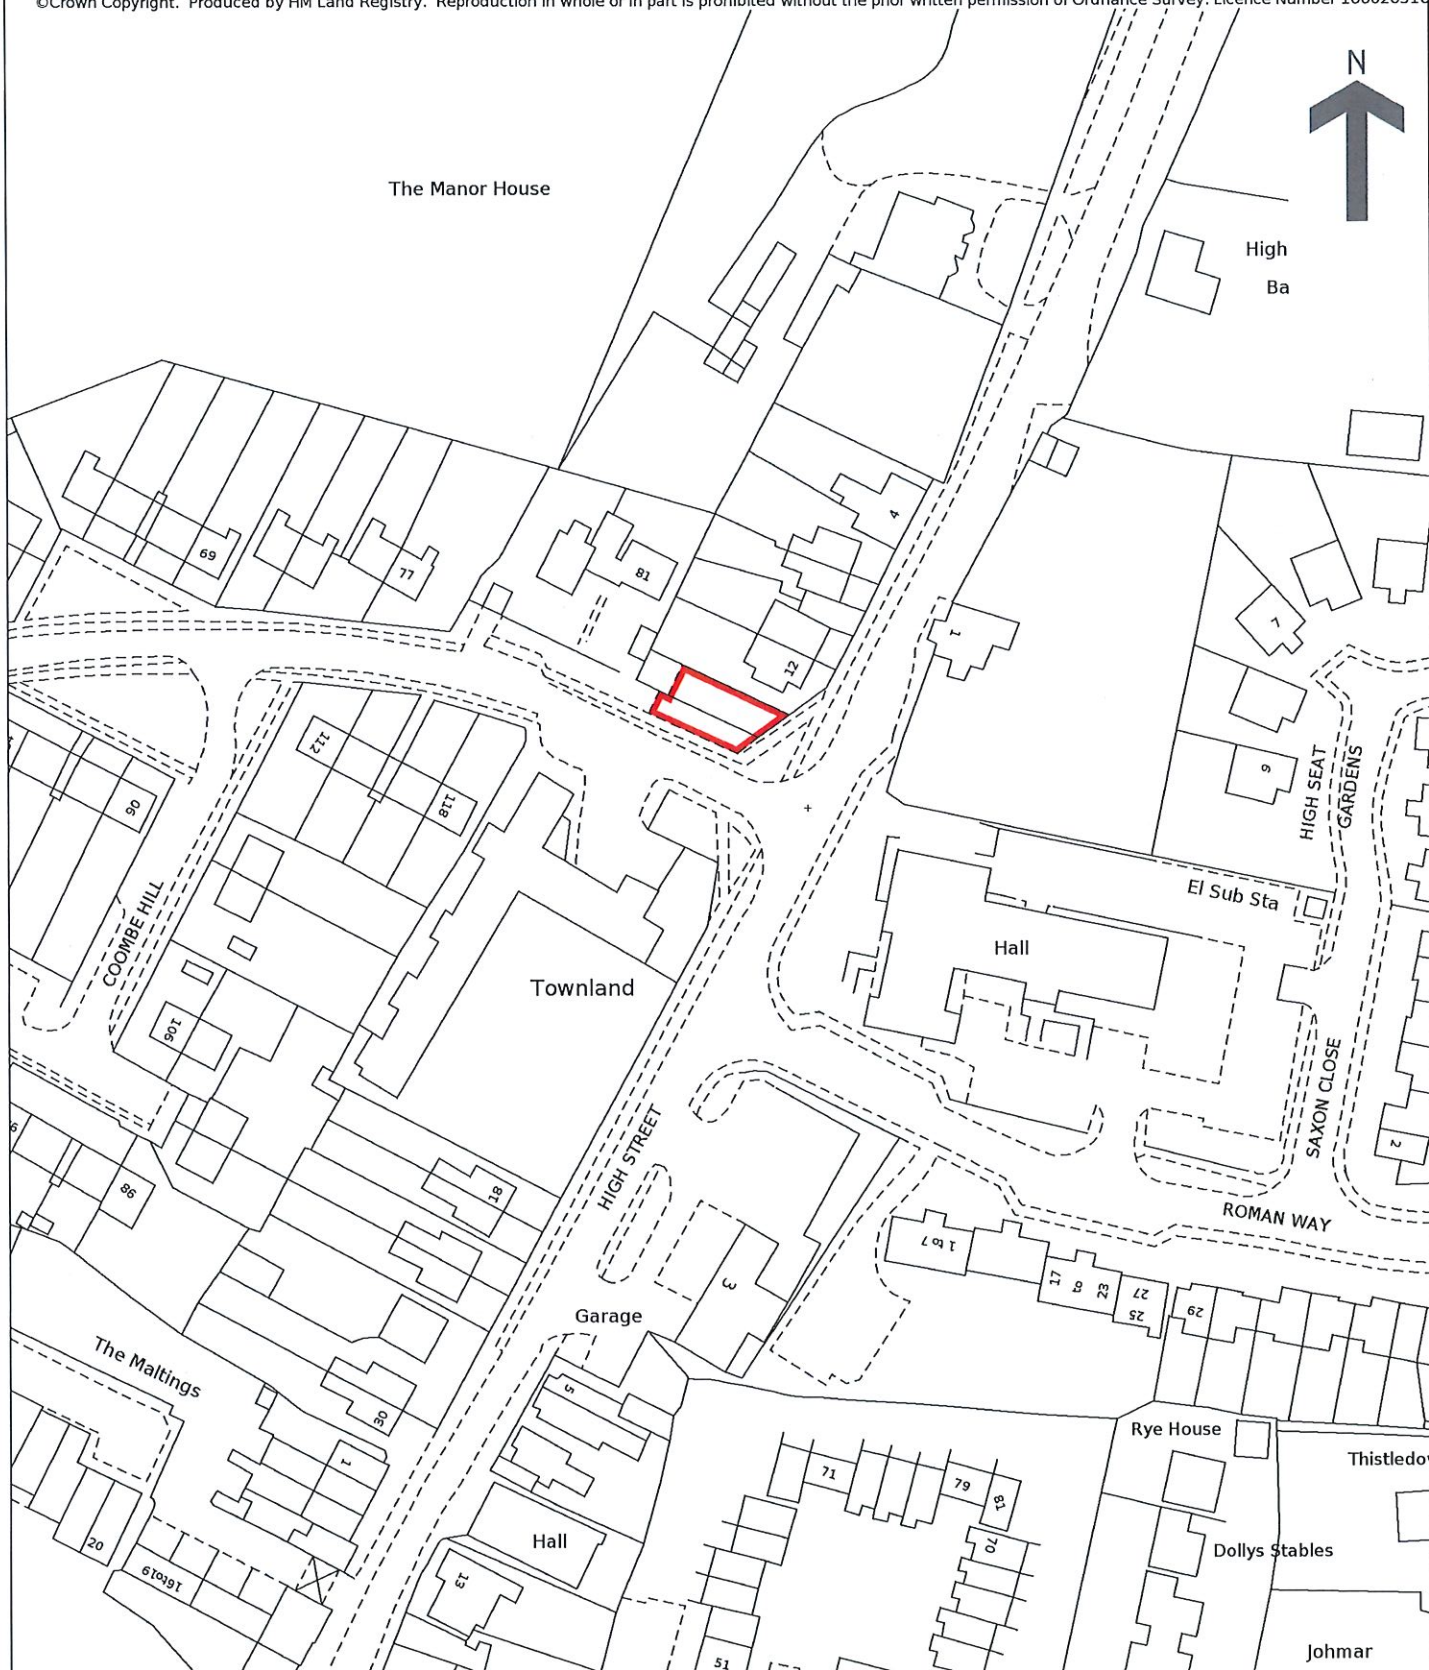 ©Crown Copyright. Produced by HM Land Registry. Reproduction in whole or in part is prohibited without the prior written permission of Ordnance Survey. Licence Number
N
The Manor House
High
Ba
4
69
77
81
12
1
7
6
HIGH SEAT
GARDENS
112
118
90
El Sub Sta
COOMBE HILL
Hall
Townland
106
SAXON CLOSE
2
HIGH STREET
98
18
ROMAN WAY
1 to 7
17
g
23
27
25
29
3
Garage
The Maltings
30
5
Rye House
Thistledo
1
71
79
81
20
Hall
70
Dollys Stables
16to19
13
51
Johmar